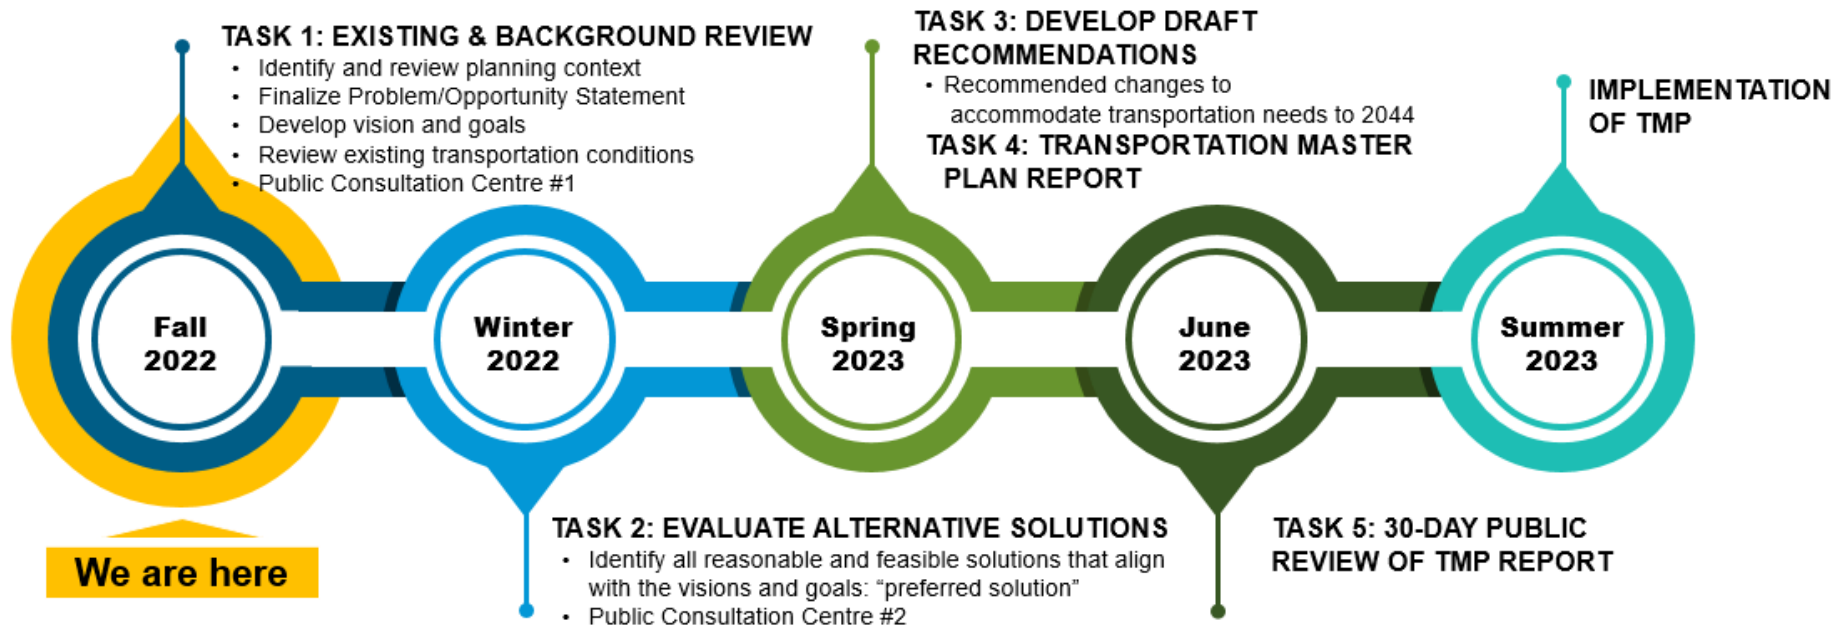 TASK 1: EXISTING & BACKGROUND REVIEW
• Identify and review planning context
• Finalize Problem/Opportunity Statement
• Develop vision and goals
• Review existing transportation conditions
• Public Consultation Centre #1
TASK 3: DEVELOP DRAFT
RECOMMENDATIONS
• Recommended changes to
accommodate transportation needs to 2044
TASK 4: TRANSPORTATION MASTER
PLAN REPORT
IMPLEMENTATION
OF TMP
Fall
2022
Winter
2022
Spring
2023
June
2023
Summer
2023
We are here
TASK 2: EVALUATE ALTERNATIVE SOLUTIONS
• Identify all reasonable and feasible solutions that align
with the visions and goals: “preferred solution”
• Public Consultation Centre #2
TASK 5: 30-DAY PUBLIC
REVIEW OF TMP REPORT